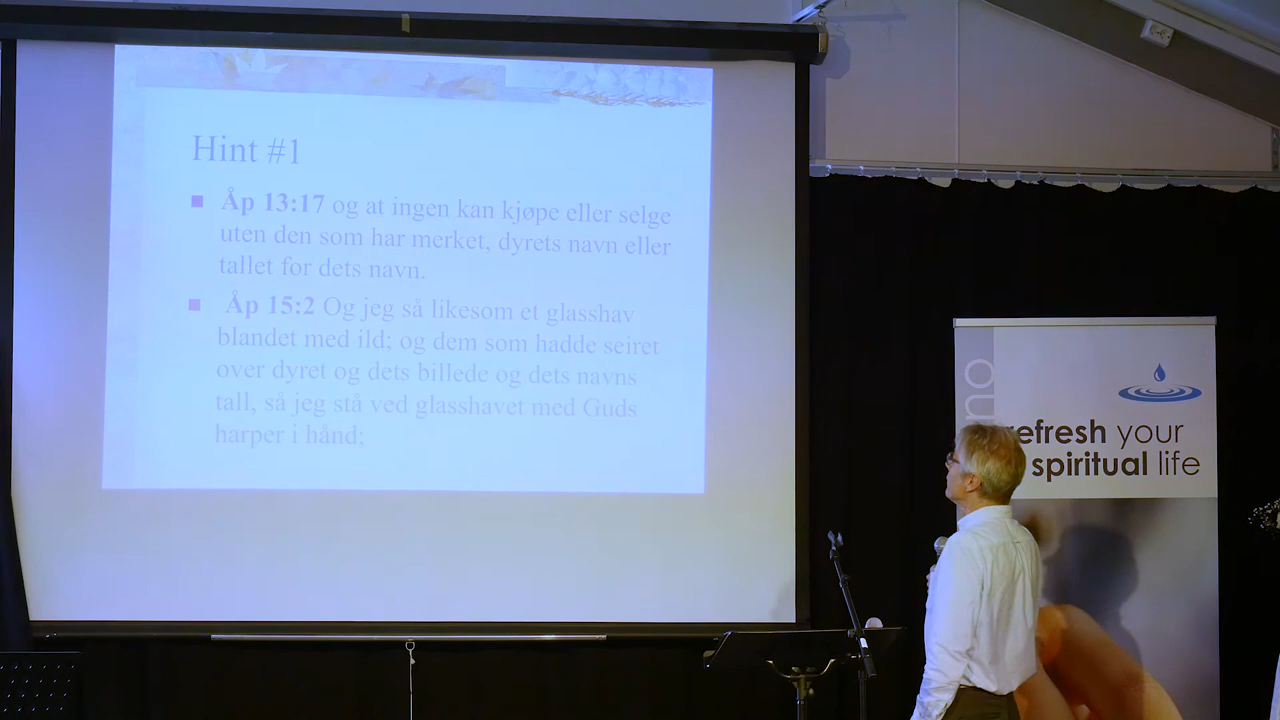 Hint #1
Åp 13:17 og at ingen kan kjøpe eller selge
uten den som har merket, dyrets navn eller
tallet for dets navn.
Åp 15:2 Og jeg så likesom et glasshav
blandet med ild; og dem som hadde seiret
over dyret og dets billede og dets navns
tall, så jeg stå ved glasshavet med Guds
harper i hånd;
no
refresh your
spiritual life